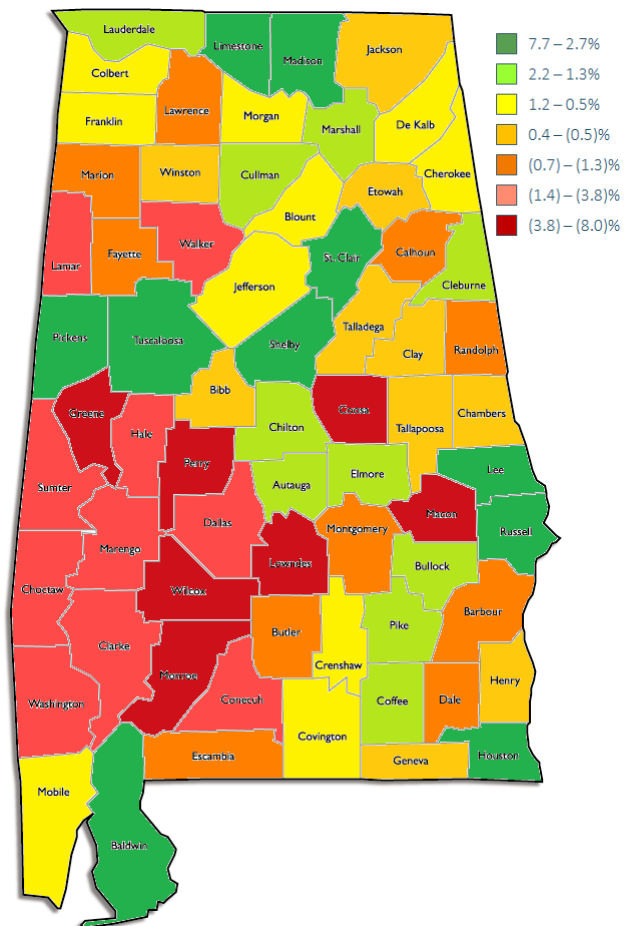 Lauderdale
Limestone
Madison
Jackson
Colbert
Lawrence
Franklin
Morgan
Marshall
De Kalb
Marion
Winston
Cullman
Cherokee
Etowah
Blount
Lamar
Fayette
Walker
St. Clair
Calhoun
Jefferson
Cleburne
Pickens
Tuscaloosa
Shelby
Talladega
Clay
Randolph
Bibb
Greene
Hale
Chilton
Coosa
Tallapoosa
Chambers
Perry
Lee
Sumter
Autauga
Elmore
Dallas
Macon
Montgomery
Russell
Marengo
Lowndes
Bullock
Choctaw
Wilcox
Barbour
Butler
Pike
Clarke
Crenshaw
Monroe
Henry
Washington
Conecuh
Coffee
Dale
Covington
Escambia
Geneva
Houston
Mobile
Baldwin
7.7 – 2.7%
2.2 – 1.3%
1.2 – 0.5%
0.4 – (0.5)%
(0.7) – (1.3)%
(1.4) – (3.8)%
(3.8) – (8.0)%